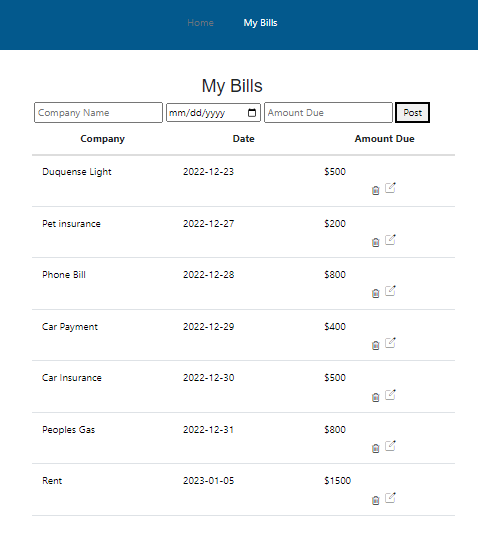 Home My Bills
My Bills
Company Name mm/dd/yyyy Amount Due Post
Company Date Amount Due
Duquense Light 2022-12-23 $500
Pet insurance 2022-12-27 $200
Phone Bill 2022-12-28 $800
Car Payment 2022-12-29 $400
Car Insurance 2022-12-30 $500
Peoples Gas 2022-12-31 $800
Rent 2023-01-05 $1500